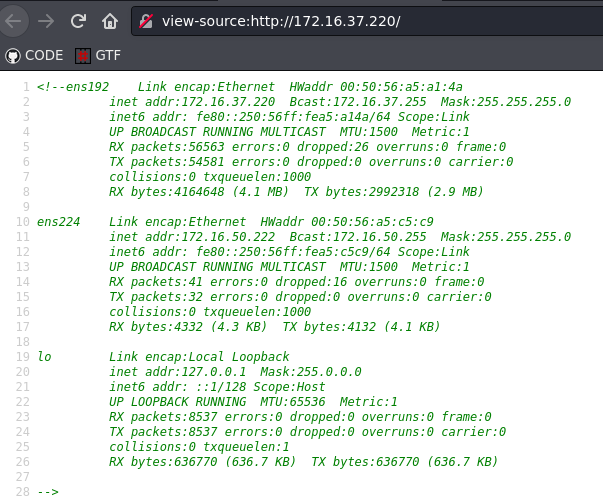 view-source:http://172.16.37.220/
CODE GTF
1 <!--ens192    Link encap:Ethernet  HWaddr 00:50:56:a5:a1:4a
2           inet addr:172.16.37.220  Bcast:172.16.37.255  Mask:255.255.255.0
3           inet6 addr: fe80::250:56ff:fea5:a14a/64 Scope:Link
4           UP BROADCAST RUNNING MULTICAST  MTU:1500  Metric:1
5           RX packets:56563 errors:0 dropped:26 overruns:0 frame:0
6           TX packets:54581 errors:0 dropped:0 overruns:0 carrier:0
7           collisions:0 txqueuelen:1000
8           RX bytes:4164648 (4.1 MB)  TX bytes:2992318 (2.9 MB)
9
10 ens224    Link encap:Ethernet  HWaddr 00:50:56:a5:c5:c9
11           inet addr:172.16.50.222  Bcast:172.16.50.255  Mask:255.255.255.0
12           inet6 addr: fe80::250:56ff:fea5:c5c9/64 Scope:Link
13           UP BROADCAST RUNNING MULTICAST  MTU:1500  Metric:1
14           RX packets:41 errors:0 dropped:16 overruns:0 frame:0
15           TX packets:32 errors:0 dropped:0 overruns:0 carrier:0
16           collisions:0 txqueuelen:1000
17           RX bytes:4332 (4.3 KB)  TX bytes:4132 (4.1 KB)
18
19 lo        Link encap:Local Loopback
20           inet addr:127.0.0.1  Mask:255.0.0.0
21           inet6 addr: ::1/128 Scope:Host
22           UP LOOPBACK RUNNING  MTU:65536  Metric:1
23           RX packets:8537 errors:0 dropped:0 overruns:0 frame:0
24           TX packets:8537 errors:0 dropped:0 overruns:0 carrier:0
25           collisions:0 txqueuelen:1
26           RX bytes:636770 (636.7 KB)  TX bytes:636770 (636.7 KB)
27
28 -->